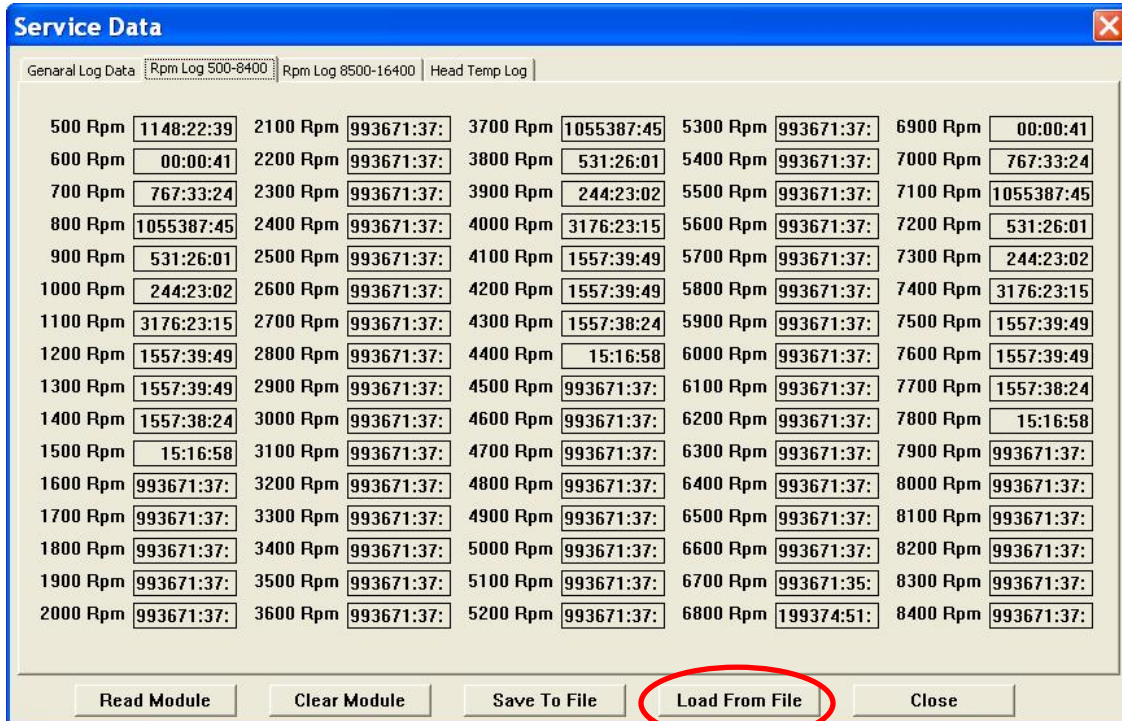 Service Data
Genaral Log Data Rpm Log 500-8400 Rpm Log 8500-16400 Head Temp Log
500 Rpm 1148:22:39 2100 Rpm 993671:37: 3700 Rpm 1055387:45 5300 Rpm 993671:37: 6900 Rpm 00:00:41
600 Rpm 00:00:41 2200 Rpm 993671:37: 3800 Rpm 531:26:01 5400 Rpm 993671:37: 7000 Rpm 767:33:24
700 Rpm 767:33:24 2300 Rpm 993671:37: 3900 Rpm 244:23:02 5500 Rpm 993671:37: 7100 Rpm 1055387:45
800 Rpm 1055387:45 2400 Rpm 993671:37: 4000 Rpm 3176:23:15 5600 Rpm 993671:37: 7200 Rpm 531:26:01
900 Rpm 531:26:01 2500 Rpm 993671:37: 4100 Rpm 1557:39:49 5700 Rpm 993671:37: 7300 Rpm 244:23:02
1000 Rpm 244:23:02 2600 Rpm 993671:37: 4200 Rpm 1557:39:49 5800 Rpm 993671:37: 7400 Rpm 3176:23:15
1100 Rpm 3176:23:15 2700 Rpm 993671:37: 4300 Rpm 1557:38:24 5900 Rpm 993671:37: 7500 Rpm 1557:39:49
1200 Rpm 1557:39:49 2800 Rpm 993671:37: 4400 Rpm 15:16:58 6000 Rpm 993671:37: 7600 Rpm 1557:39:49
1300 Rpm 1557:39:49 2900 Rpm 993671:37: 4500 Rpm 993671:37: 6100 Rpm 993671:37: 7700 Rpm 1557:38:24
1400 Rpm 1557:38:24 3000 Rpm 993671:37: 4600 Rpm 993671:37: 6200 Rpm 993671:37: 7800 Rpm 15:16:58
1500 Rpm 15:16:58 3100 Rpm 993671:37: 4700 Rpm 993671:37: 6300 Rpm 993671:37: 7900 Rpm 993671:37:
1600 Rpm 993671:37: 3200 Rpm 993671:37: 4800 Rpm 993671:37: 6400 Rpm 993671:37: 8000 Rpm 993671:37:
1700 Rpm 993671:37: 3300 Rpm 993671:37: 4900 Rpm 993671:37: 6500 Rpm 993671:37: 8100 Rpm 993671:37:
1800 Rpm 993671:37: 3400 Rpm 993671:37: 5000 Rpm 993671:37: 6600 Rpm 993671:37: 8200 Rpm 993671:37:
1900 Rpm 993671:37: 3500 Rpm 993671:37: 5100 Rpm 993671:37: 6700 Rpm 993671:35: 8300 Rpm 993671:37:
2000 Rpm 993671:37: 3600 Rpm 993671:37: 5200 Rpm 993671:37: 6800 Rpm 199374:51: 8400 Rpm 993671:37:
Read Module Clear Module Save To File Load From File Close